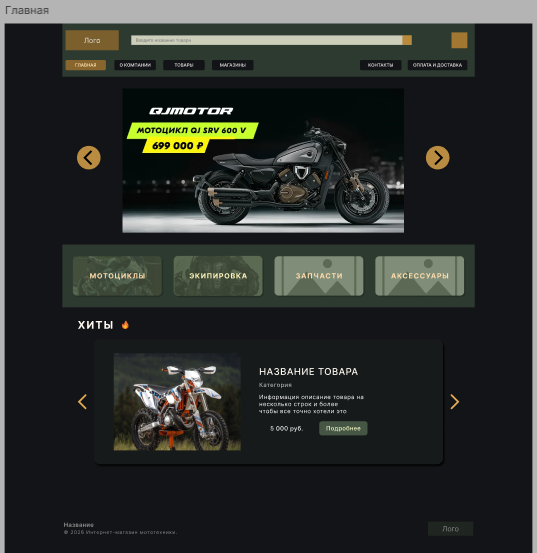 Главная
Лого
Введите название товара
ГЛАВНАЯ
О КОМПАНИИ
ТОВАРЫ
МАГАЗИНЫ
КОНТАКТЫ
ОПЛАТА И ДОСТАВКА
QJMOTOR
МОТОЦИКЛ QJ SRV 600 V
699 000 ₽
МОТОЦИКЛЫ
ЭКИПИРОВКА
ЗАПЧАСТИ
АКСЕССУАРЫ
ХИТЫ
НАЗВАНИЕ ТОВАРА
Категория
Информация описание товара на
несколько строк и более
чтобы все точно хотели это
5 000 руб.
Подробнее
Название
© 2026 Интернет-магазин мототехники.
Лого